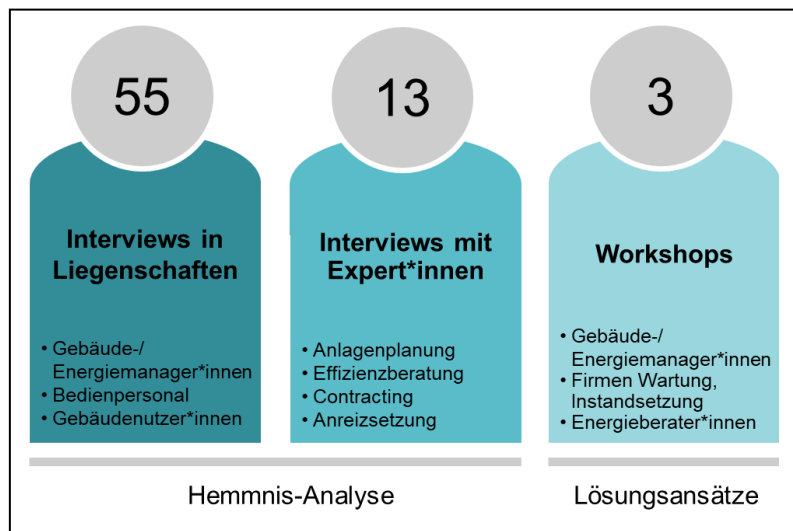 55
Interviews in
Liegenschaften
• Gebäude-/
Energiemanager*innen
• Bedienpersonal
• Gebäudenutzer*innen
13
Interviews mit
Expert*innen
• Anlagenplanung
• Effizienzberatung
• Contracting
• Anreizsetzung
3
Workshops
• Gebäude-/
Energiemanager*innen
• Firmen Wartung,
Instandsetzung
• Energieberater*innen
Hemmnis-Analyse
Lösungsansätze